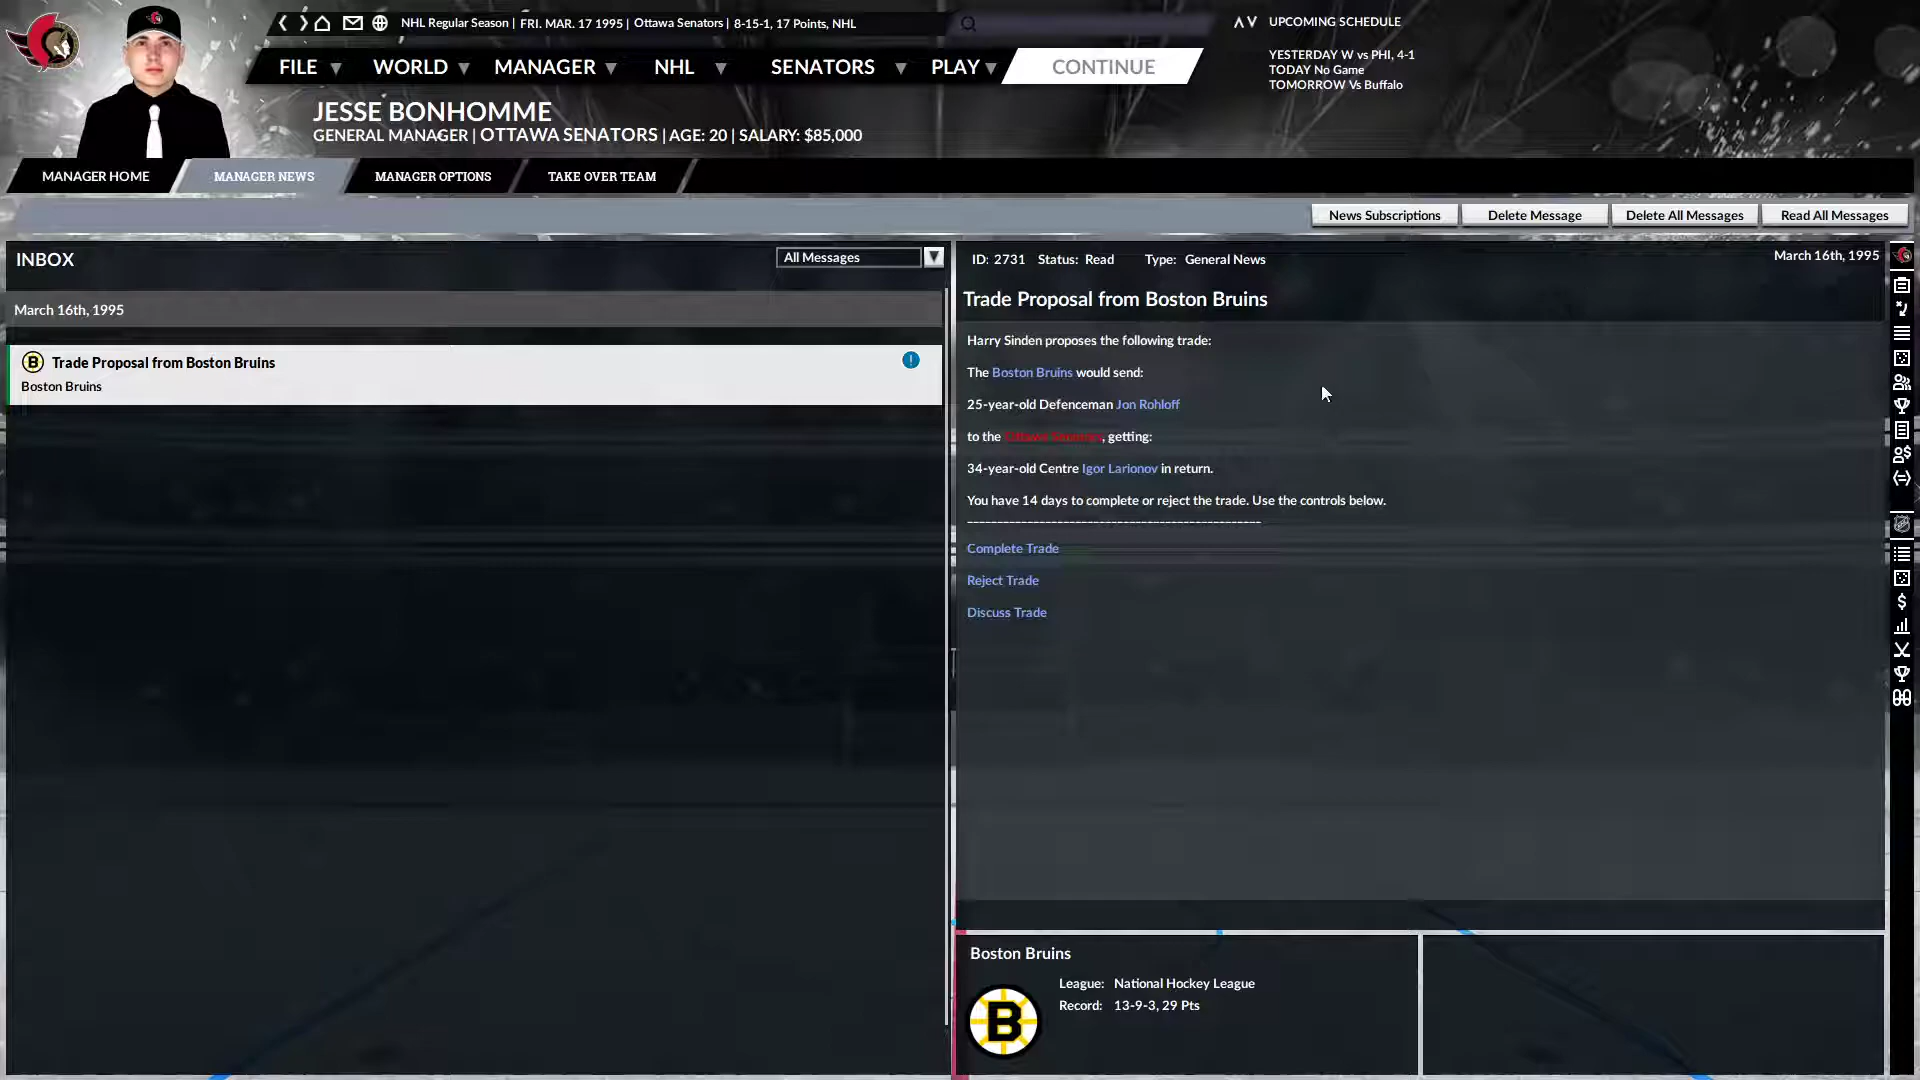 NHL Regular Season | FRI. MAR. 17 1995 | Ottawa Senators | 8-15-1, 17 Points, NHL
UPCOMING SCHEDULE
YESTERDAY W vs PHI, 4-1
TODAY No Game
TOMORROW Vs Buffalo
FILE WORLD MANAGER NHL SENATORS PLAY CONTINUE
JESSE BONHOMME
GENERAL MANAGER | OTTAWA SENATORS | AGE: 20 | SALARY: $85,000
MANAGER HOME MANAGER NEWS MANAGER OPTIONS TAKE OVER TEAM
News Subscriptions Delete Message Delete All Messages Read All Messages
INBOX
All Messages
March 16th, 1995
Trade Proposal from Boston Bruins
Boston Bruins
ID: 2731 Status: Read Type: General News
March 16th, 1995
Trade Proposal from Boston Bruins
Harry Sinden proposes the following trade:
The Boston Bruins would send:
25-year-old Defenceman Jon Rohloff
to the Ottawa Senators, getting:
34-year-old Centre Igor Larionov in return.
You have 14 days to complete or reject the trade. Use the controls below.
Complete Trade
Reject Trade
Discuss Trade
Boston Bruins
League: National Hockey League
Record: 13-9-3, 29 Pts